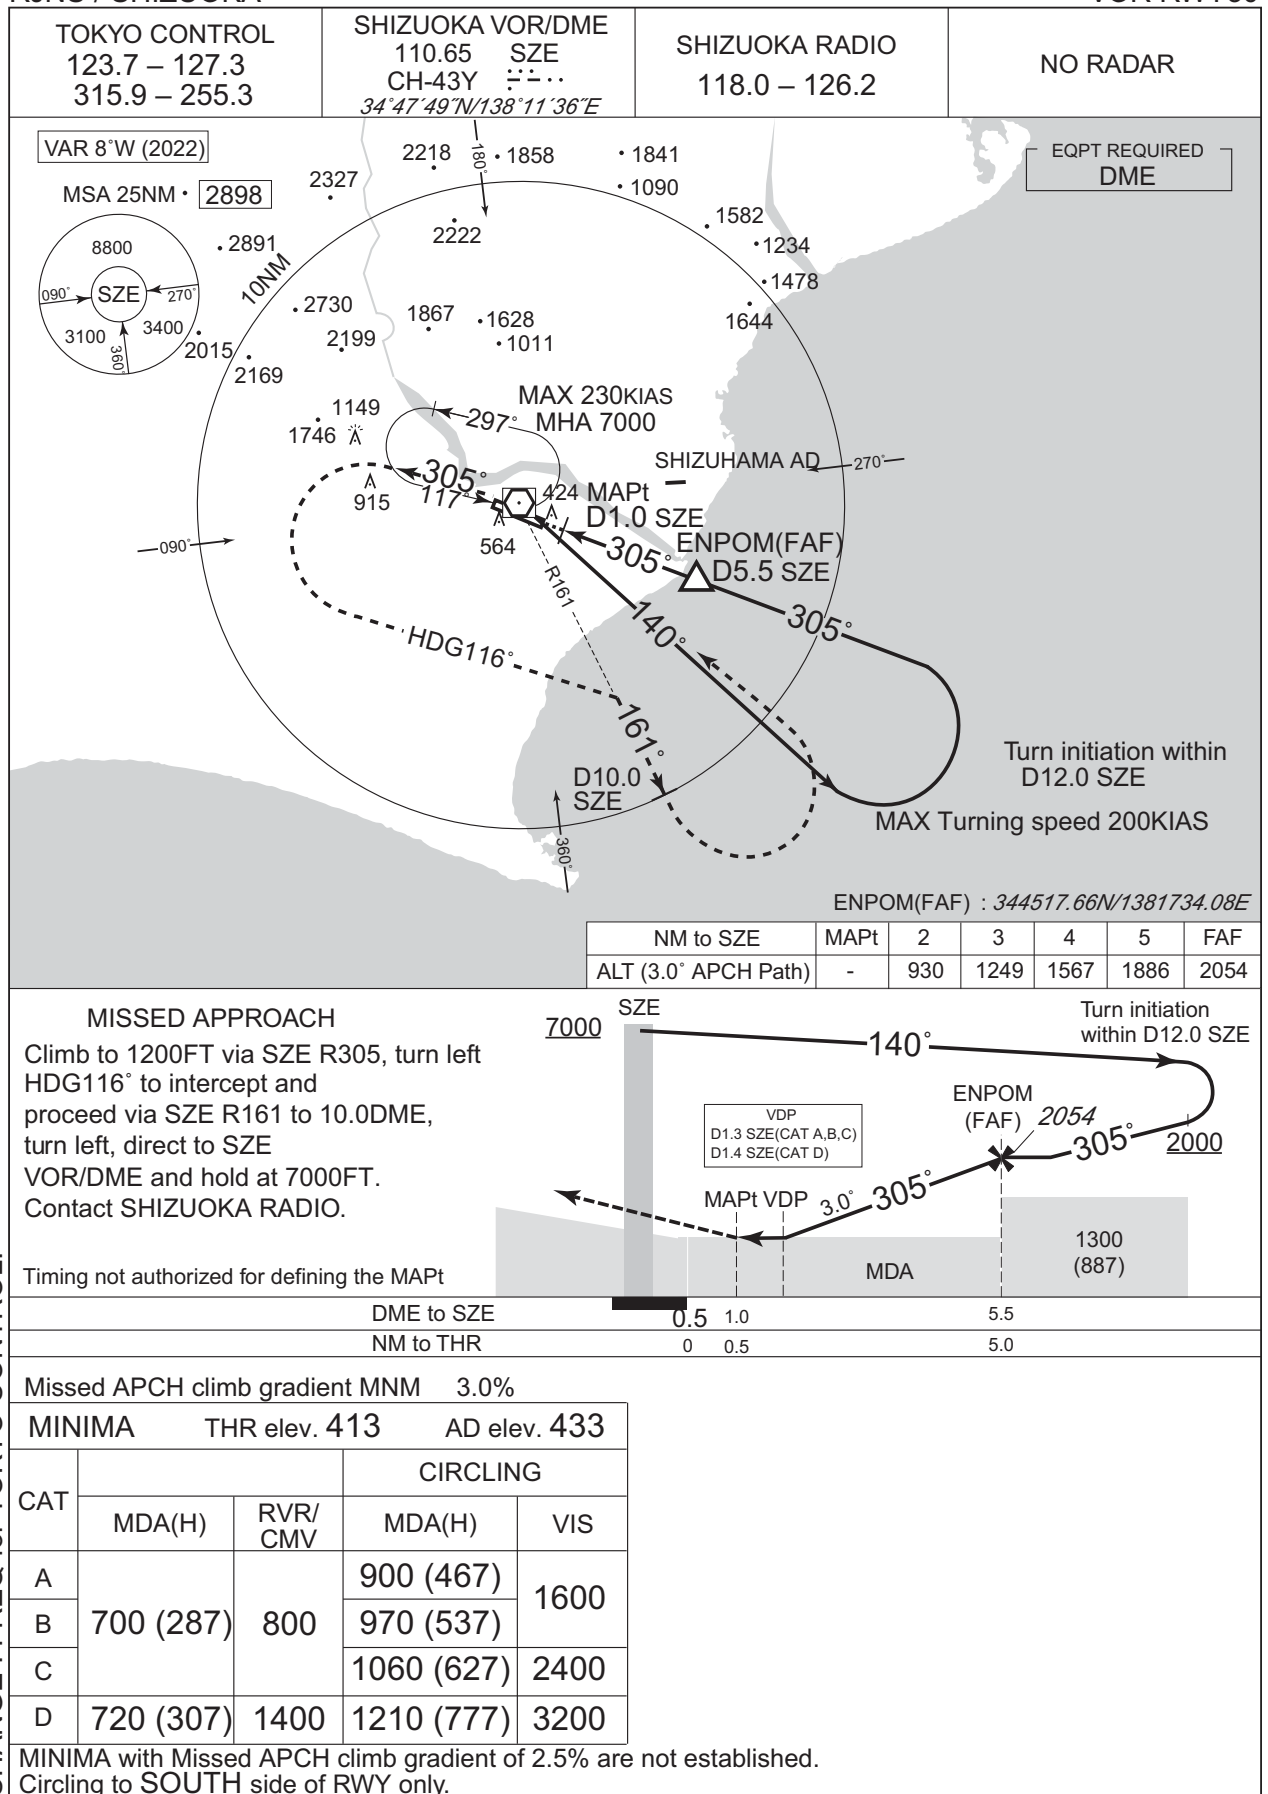 TOKYO CONTROL
123.7 – 127.3
315.9 – 255.3
SHIZUOKA VOR/DME
110.65 SZE
CH-43Y
34˚47´49˝N/138˚11´36˝E
SHIZUOKA RADIO
118.0 – 126.2
NO RADAR
VAR 8˚W (2022)
MSA 25NM
2898
8800
090˚
SZE
270˚
3100
3400
360˚
EQPT REQUIRED
DME
2218
180˚
1858
1841
1090
2327
2222
1582
1234
2891
10NM
1478
2730
1867
1628
1644
2199
1011
2015
2169
MAX 230KIAS
MHA 7000
1149
297˚
1746
SHIZUHAMA AD
270˚
305˚
117˚
915
424
MAPt
D1.0 SZE
564
090˚
305˚
ENPOM(FAF)
D5.5 SZE
R161
140˚
305˚
HDG116˚
161˚
D10.0
SZE
Turn initiation within
D12.0 SZE
MAX Turning speed 200KIAS
360˚
ENPOM(FAF) : 344517.66N/1381734.08E
NM to SZE MAPt 2 3 4 5 FAF
ALT (3.0˚ APCH Path) - 930 1249 1567 1886 2054
MISSED APPROACH
Climb to 1200FT via SZE R305, turn left
HDG116˚ to intercept and
proceed via SZE R161 to 10.0DME,
turn left, direct to SZE
VOR/DME and hold at 7000FT.
Contact SHIZUOKA RADIO.
Timing not authorized for defining the MAPt
7000
SZE
140˚
Turn initiation
within D12.0 SZE
VDP
D1.3 SZE(CAT A,B,C)
D1.4 SZE(CAT D)
ENPOM
(FAF)
2054
305˚
2000
MAPt VDP
3.0˚
305˚
MDA
1300
(887)
DME to SZE 0.5 1.0 5.5
NM to THR 0 0.5 5.0
Missed APCH climb gradient MNM 3.0%
MINIMA THR elev. 413 AD elev. 433
CAT
CIRCLING
MDA(H)
RVR/
CMV
MDA(H)
VIS
A 900 (467)
1600
B 700 (287) 800 970 (537)
C 1060 (627) 2400
D 720 (307) 1400 1210 (777) 3200
MINIMA with Missed APCH climb gradient of 2.5% are not established.
Circling to SOUTH side of RWY only.